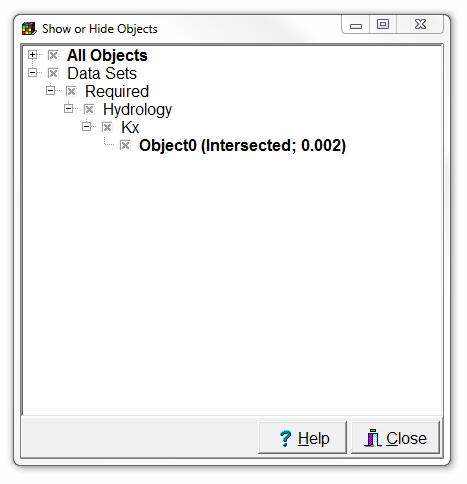 Show or Hide Objects
All Objects
Data Sets
Required
Hydrology
Kx
Object0 (Intersected; 0.002)
? Help
Close